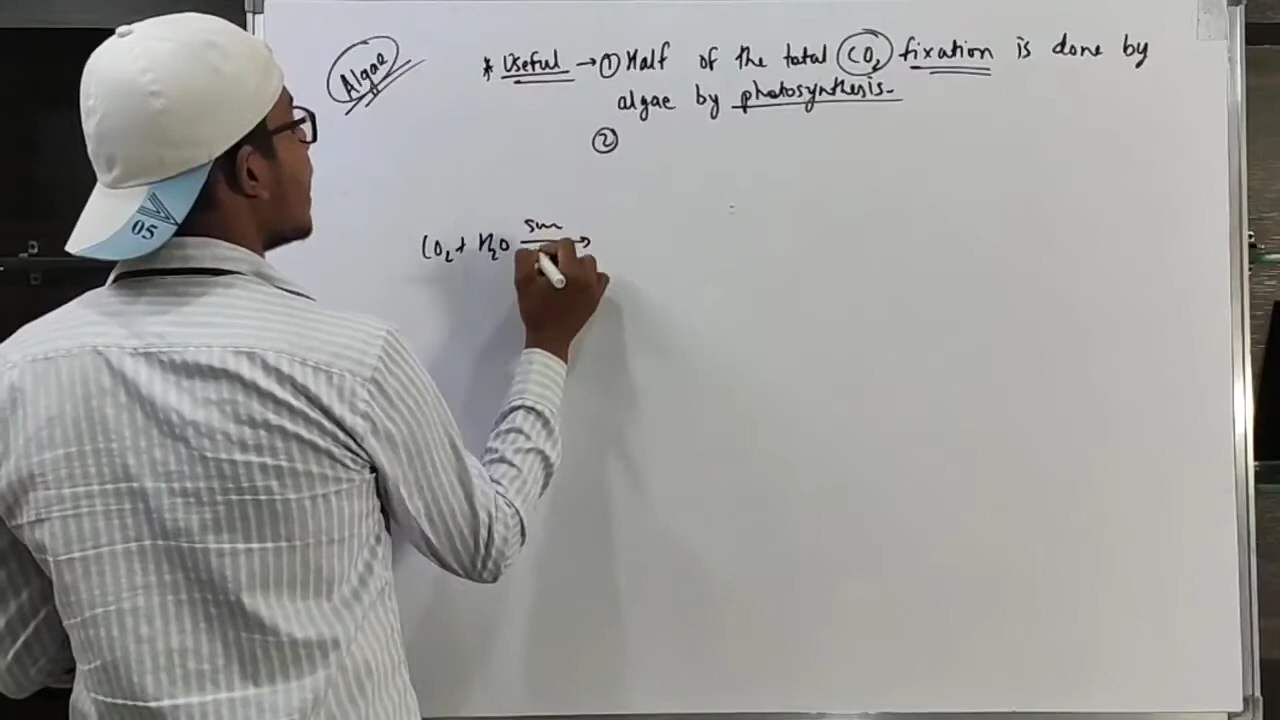 Algae
* Useful → ① Half of the total CO₂ fixation is done by
algae by photosynthesis.
②
CO₂ + H₂O sun →
05